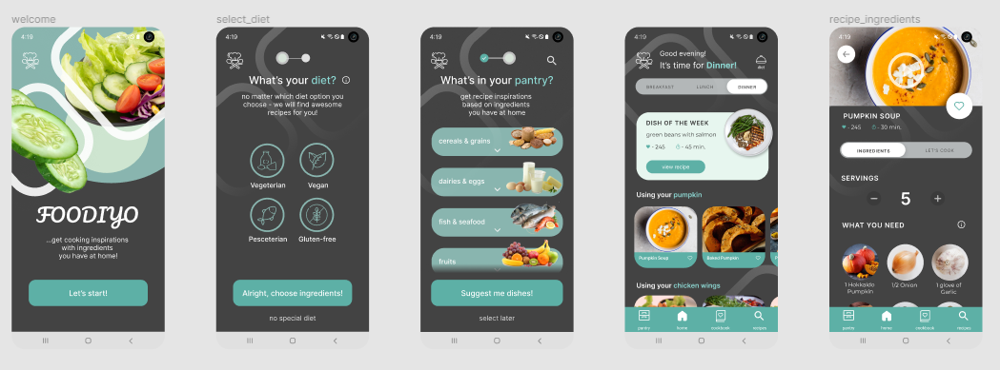 welcome
4:19
FOODIYO
...get cooking inspirations
with ingredients
you have at home!
Let's start!
select_diet
4:19
What's your diet?
no matter which diet option you
choose - we will find awesome
recipes for you!
Vegeterian
Vegan
Pesceterian
Gluten-free
Alright, choose ingredients!
no special diet
4:19
What's in your pantry?
get recipe inspirations
based on ingredients
you have at home
cereals & grains
dairies & eggs
fish & seafood
fruits
Suggest me dishes!
select later
4:19
Good evening!
It's time for Dinner!
diet
BREAKFAST
LUNCH
DINNER
DISH OF THE WEEK
green beans with salmon
- 245
- 45 min.
view recipe
Using your pumpkin
Pumpkin Soup
Baked Pumpkin
Using your chicken wings
pantry
home
cookbook
recipes
recipe_ingredients
4:19
PUMPKIN SOUP
- 245
- 30 min.
INGREDIENTS
LET'S COOK
SERVINGS
5
WHAT YOU NEED
1 Hokkaido
Pumpkin
1/2 Onion
1 glove of
Garlic
pantry
home
cookbook
recipes